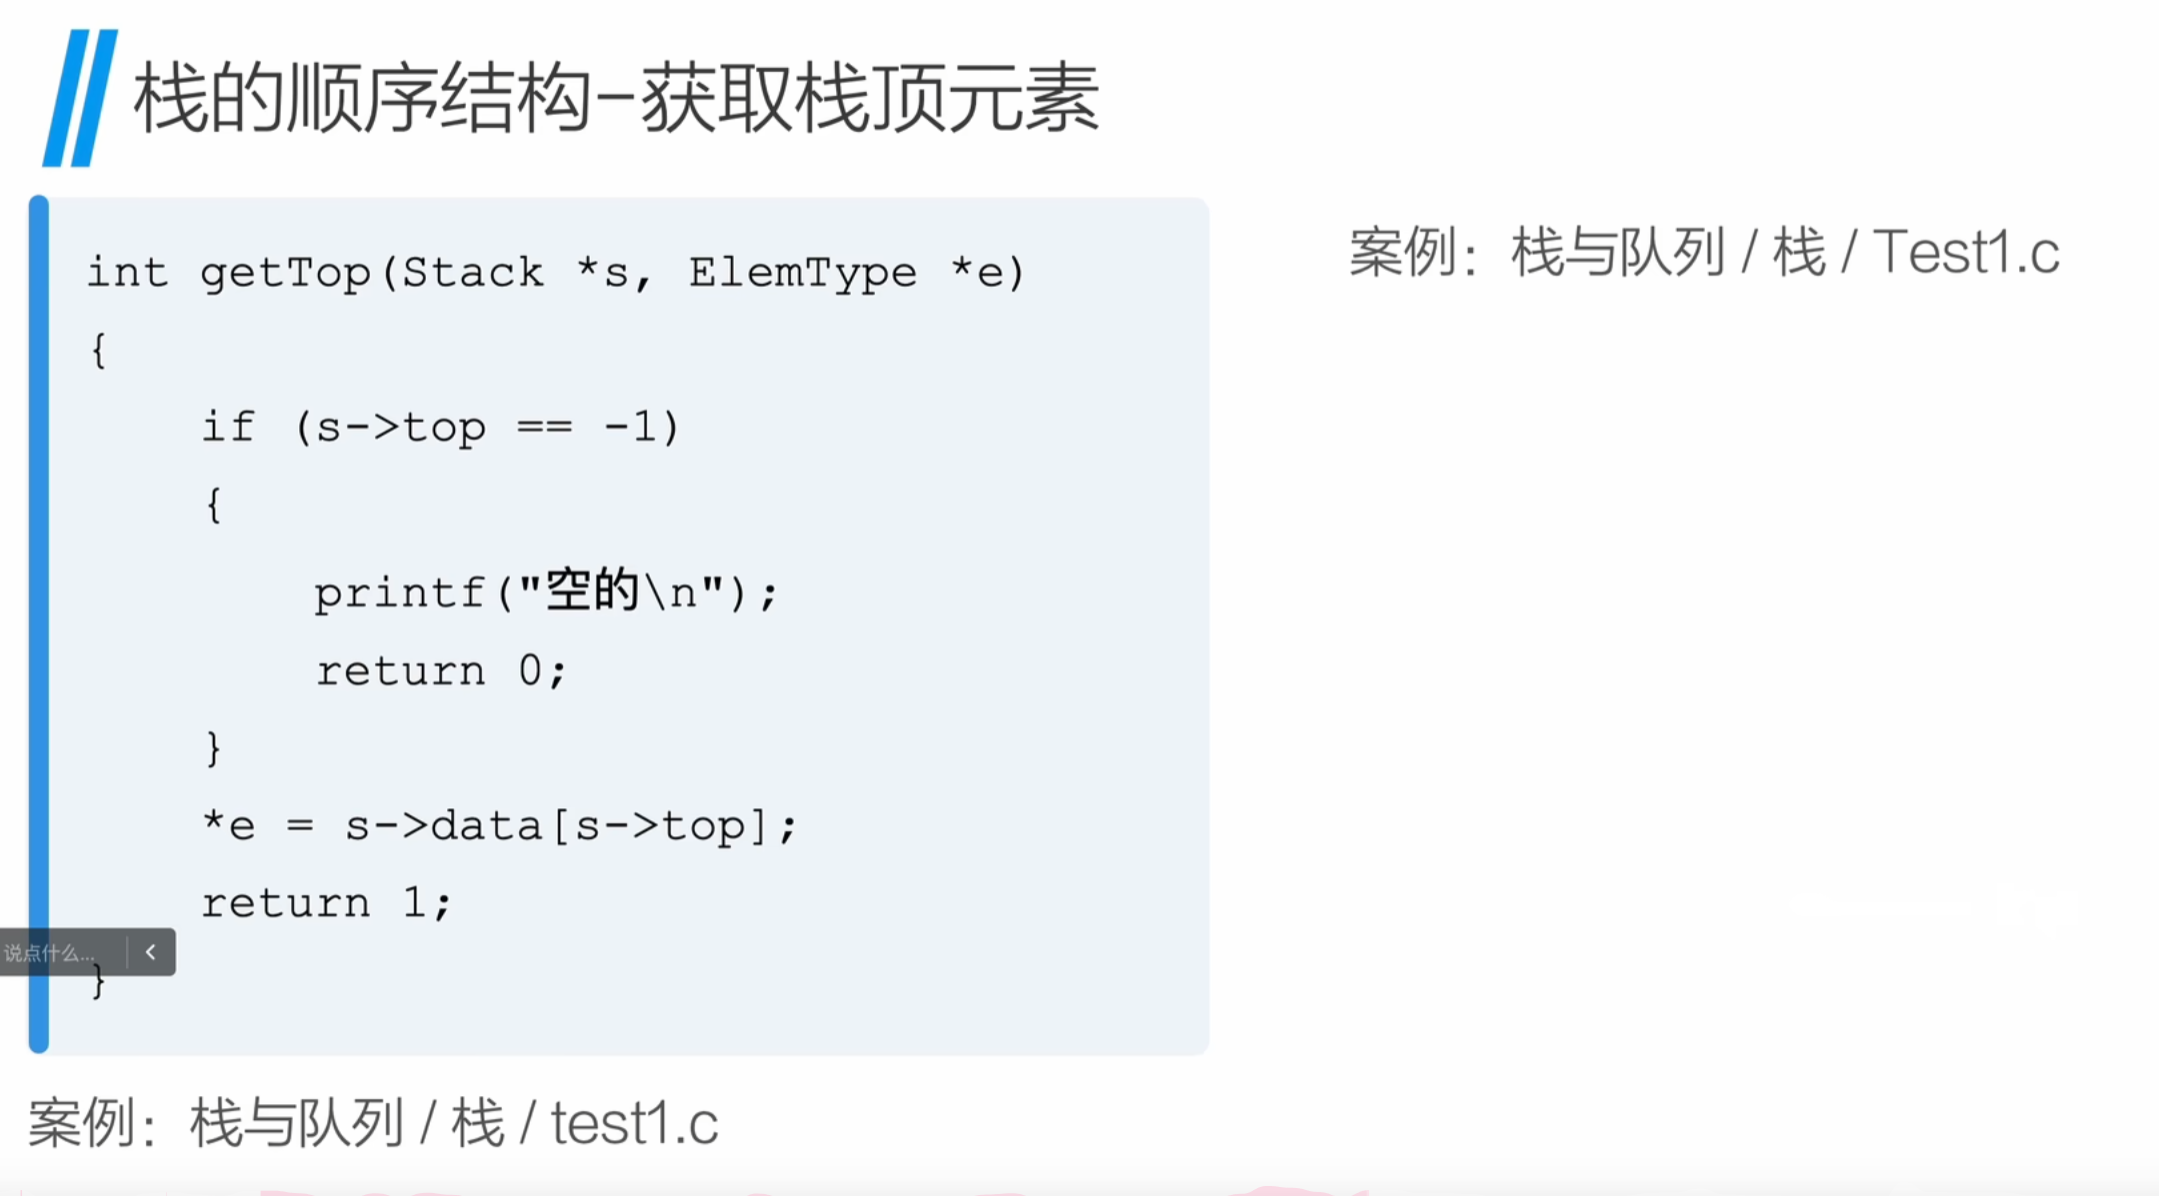 栈的顺序结构-获取栈顶元素
int getTop(Stack *s, ElemType *e)
{
    if (s->top == -1)
    {
        printf("空的\n");
        return 0;
    }
    *e = s->data[s->top];
    return 1;
}
说点什么...
案例：栈与队列 / 栈 / Test1.c
案例：栈与队列 / 栈 / test1.c